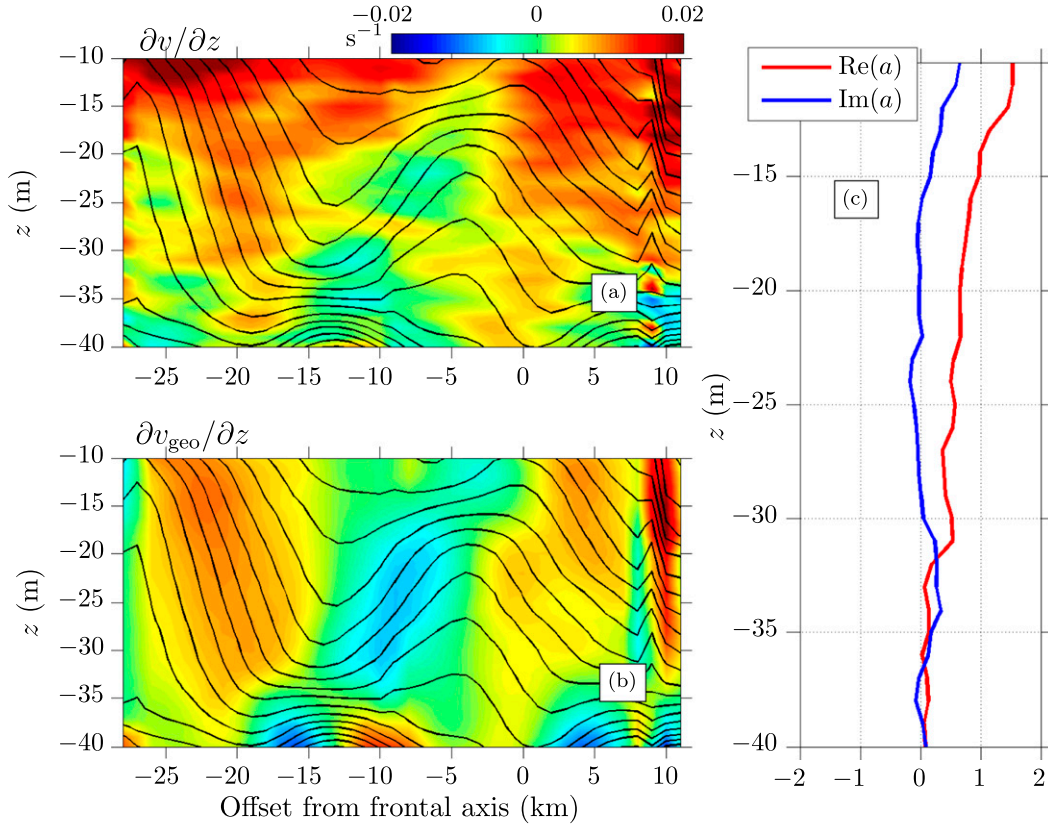 −0.02 0 0.02
s⁻¹
∂v/∂z
−10
−15
−20
−25
−30
−35
−40
z (m)
(a)
−25 −20 −15 −10 −5 0 5 10
∂v_geo/∂z
−10
−15
−20
−25
−30
−35
−40
z (m)
(b)
−25 −20 −15 −10 −5 0 5 10
Offset from frontal axis (km)
Re(a)
Im(a)
(c)
−15
−20
−25
−30
−35
−40
z (m)
−2 −1 0 1 2